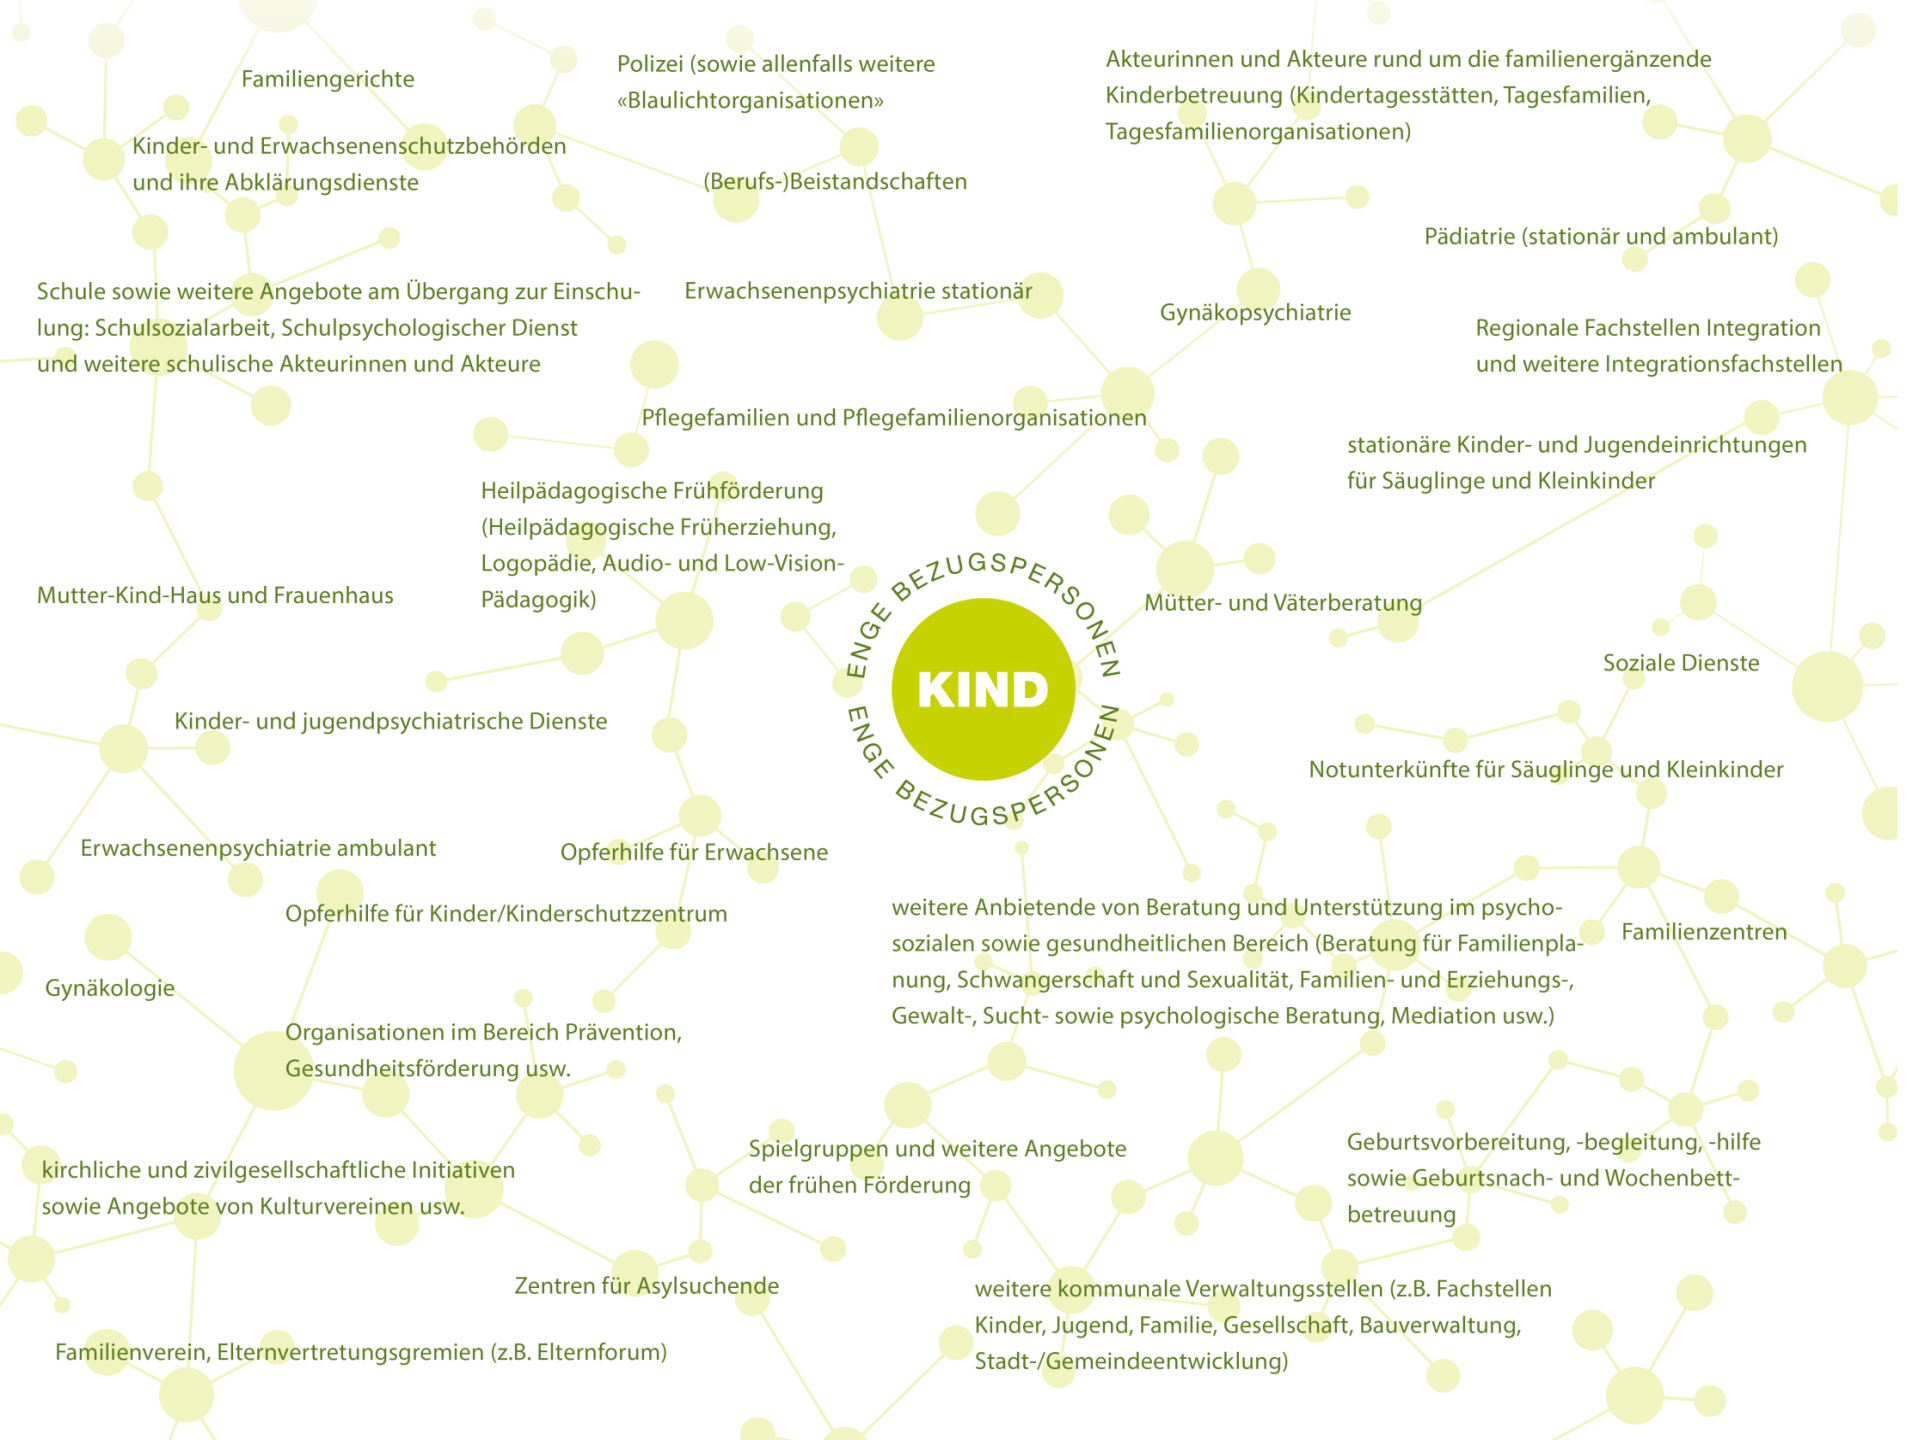 Familiengerichte
Polizei (sowie allenfalls weitere
«Blaulichtorganisationen»
Akteurinnen und Akteure rund um die familienergänzende
Kinderbetreuung (Kindertagesstätten, Tagesfamilien,
Tagesfamilienorganisationen)
Kinder- und Erwachsenenschutzbehörden
und ihre Abklärungsdienste
(Berufs-)Beistandschaften
Pädiatrie (stationär und ambulant)
Schule sowie weitere Angebote am Übergang zur Einschu-
lung: Schulsozialarbeit, Schulpsychologischer Dienst
und weitere schulische Akteurinnen und Akteure
Erwachsenenpsychiatrie stationär
Gynäkopsychiatrie
Regionale Fachstellen Integration
und weitere Integrationsfachstellen
Pflegefamilien und Pflegefamilienorganisationen
stationäre Kinder- und Jugendeinrichtungen
für Säuglinge und Kleinkinder
Heilpädagogische Frühförderung
(Heilpädagogische Früherziehung,
Logopädie, Audio- und Low-Vision-
Pädagogik)
Mutter-Kind-Haus und Frauenhaus
ENGE BEZUGSPERSONEN
KIND
ENGE BEZUGSPERSONEN
Mütter- und Väterberatung
Soziale Dienste
Kinder- und jugendpsychiatrische Dienste
Notunterkünfte für Säuglinge und Kleinkinder
Erwachsenenpsychiatrie ambulant
Opferhilfe für Erwachsene
Opferhilfe für Kinder/Kinderschutzzentrum
weitere Anbietende von Beratung und Unterstützung im psycho-
sozialen sowie gesundheitlichen Bereich (Beratung für Familienpla-
nung, Schwangerschaft und Sexualität, Familien- und Erziehungs-,
Gewalt-, Sucht- sowie psychologische Beratung, Mediation usw.)
Familienzentren
Gynäkologie
Organisationen im Bereich Prävention,
Gesundheitsförderung usw.
Spielgruppen und weitere Angebote
der frühen Förderung
Geburtsvorbereitung, -begleitung, -hilfe
sowie Geburtsnach- und Wochenbett-
betreuung
kirchliche und zivilgesellschaftliche Initiativen
sowie Angebote von Kulturvereinen usw.
Zentren für Asylsuchende
weitere kommunale Verwaltungsstellen (z.B. Fachstellen
Kinder, Jugend, Familie, Gesellschaft, Bauverwaltung,
Stadt-/Gemeindeentwicklung)
Familienverein, Elternvertretungsgremien (z.B. Elternforum)